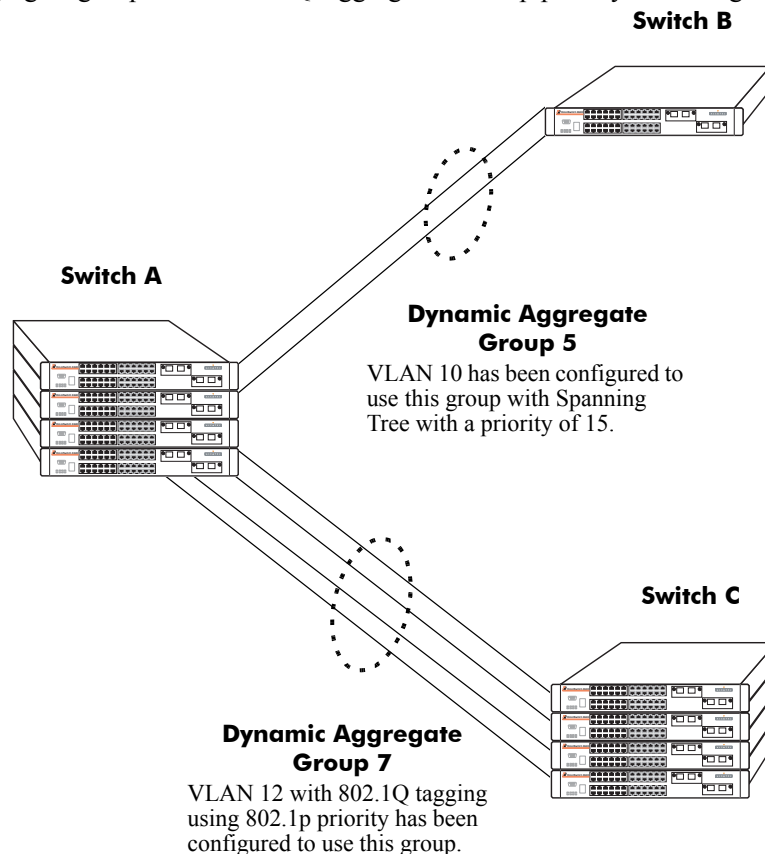 Switch B
Switch A
Dynamic Aggregate
Group 5
VLAN 10 has been configured to
use this group with Spanning
Tree with a priority of 15.
Switch C
Dynamic Aggregate
Group 7
VLAN 12 with 802.1Q tagging
using 802.1p priority has been
configured to use this group.